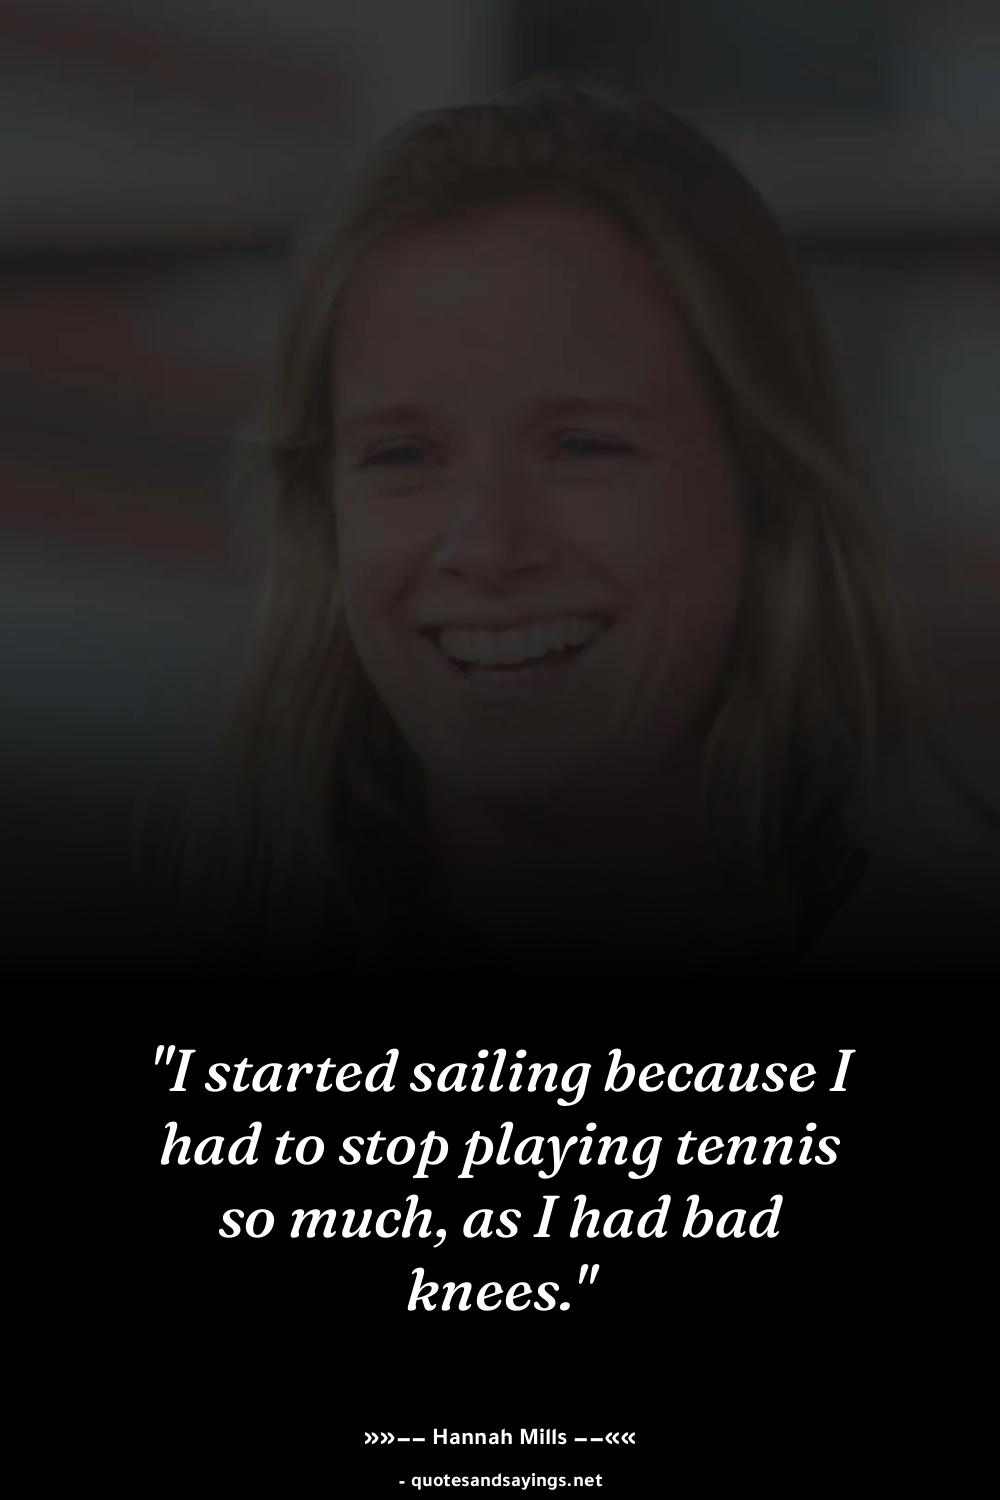 "I started sailing because I
had to stop playing tennis
so much, as I had bad
knees."
»»−− Hannah Mills −−««
- quotesandsayings.net